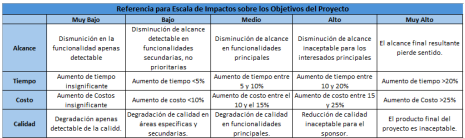 Referencia para Escala de Impactos sobre los Objetivos del Proyecto
Muy Bajo Bajo Medio Alto Muy Alto
Alcance
Dismunición en la
funcionalidad apenas
detectable
Disminución de alcance
detectable en
funcionalidades
secundarias, no
prioritarias
Disminución de alcance
en funcionalidades
principales
Disminución de alcance
inaceptable para los
interesados principales
El alcance final resultante
pierde sentido.
Tiempo
Aumento de tiempo
insignificante
Aumento de tiempo <5%
Aumento de tiempo entre
5 y 10%
Aumento de tiempo entre
10 y 20%
Aumento de tiempo >20%
Costo
Aumento de Costos
insignificante
Aumento de costo <10%
Aumento de costo entre
el 10 y el 15%
Aumento de costo entre 15
y 25%
Aumento de Costo >25%
Calidad
Degradación apenas
detectable de la calidd.
Degradación de calidad en
áreas específicas y
secundarias.
Degradación de calidad
en funcionalidades
principales.
Reducción de calidad
inaceptable para el
sponsor.
El producto final del
proyecto es inaceptable.